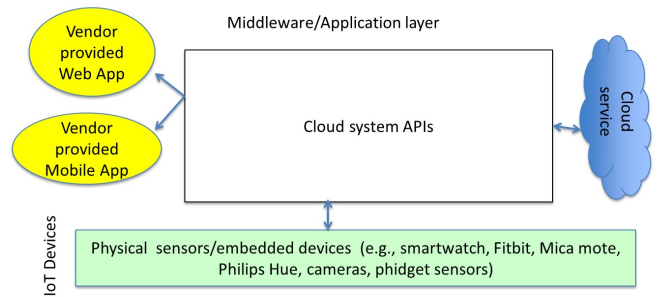 Middleware/Application layer
Vendor
provided
Web App
Vendor
provided
Mobile App
Cloud system APIs
Cloud
service
IoT Devices
Physical sensors/embedded devices (e.g., smartwatch, Fitbit, Mica mote,
Philips Hue, cameras, phidget sensors)